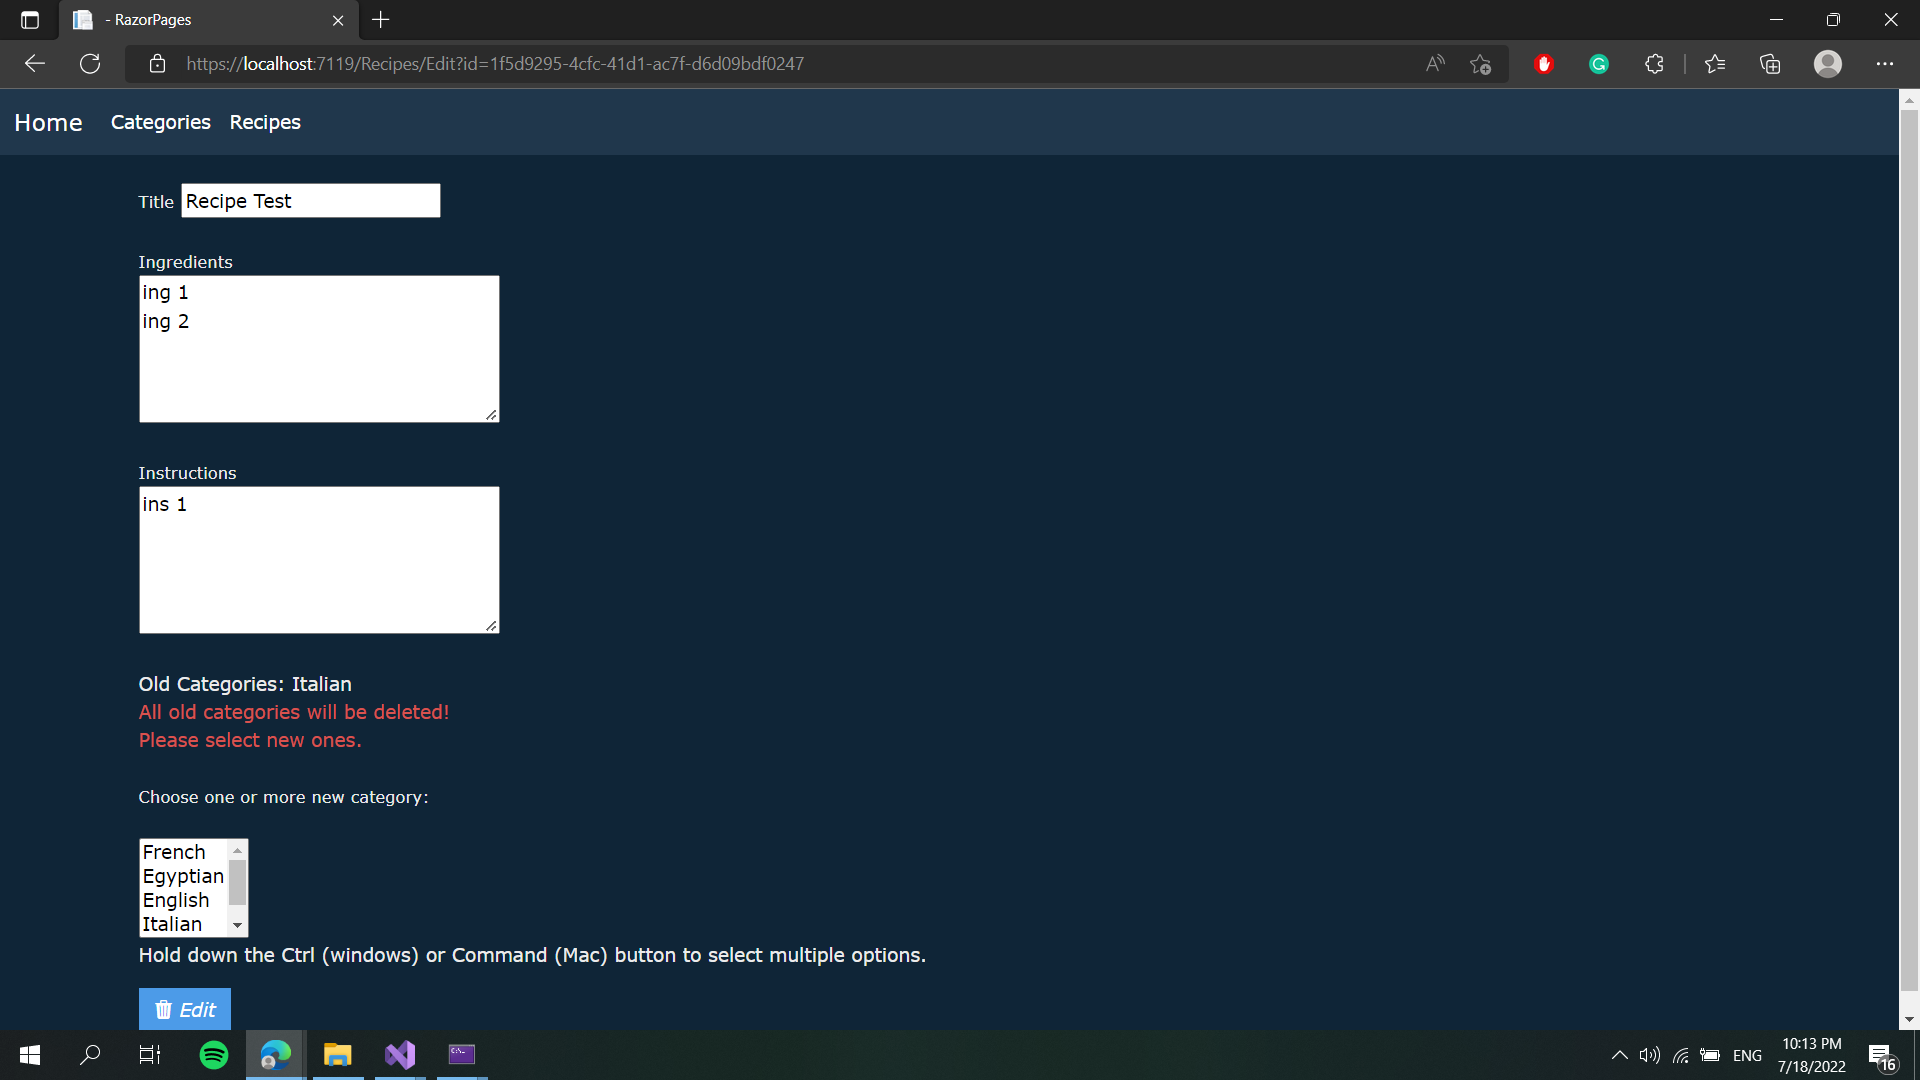 - RazorPages
https://localhost:7119/Recipes/Edit?id=1f5d9295-4cfc-41d1-ac7f-d6d09bdf0247
Home Categories Recipes
Title Recipe Test
Ingredients
ing 1
ing 2
Instructions
ins 1
Old Categories: Italian
All old categories will be deleted!
Please select new ones.
Choose one or more new category:
French
Egyptian
English
Italian
Hold down the Ctrl (windows) or Command (Mac) button to select multiple options.
Edit
ENG
10:13 PM
7/18/2022
16